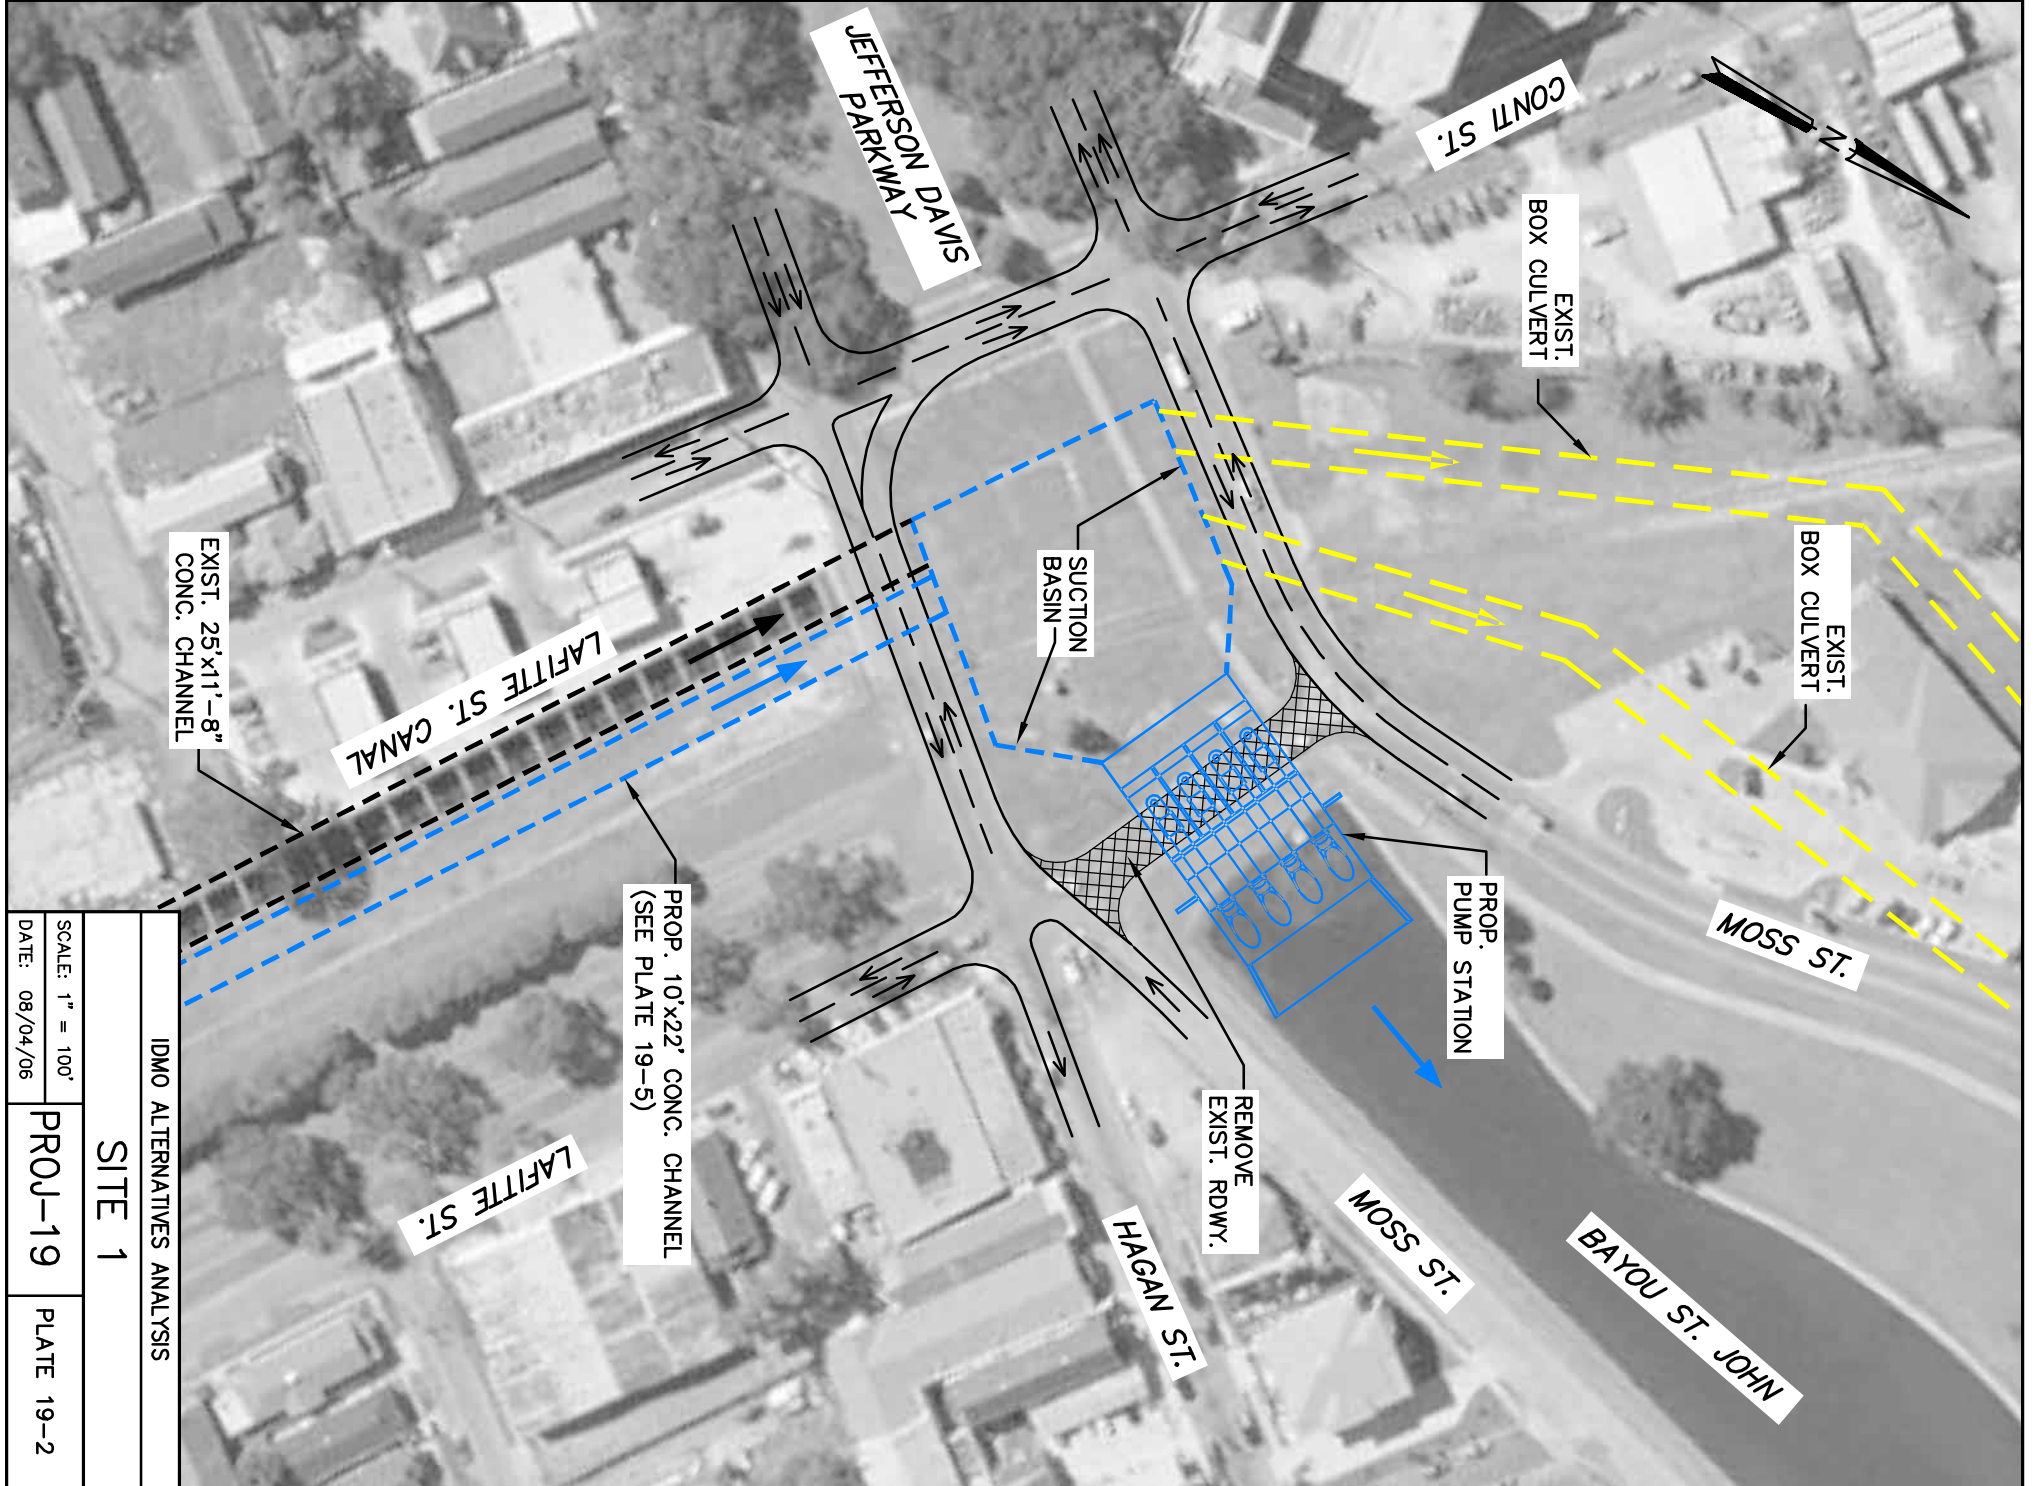 JEFFERSON DAVIS
PARKWAY
CONTI ST.
N
EXIST.
BOX CULVERT
EXIST.
BOX CULVERT
SUCTION
BASIN
EXIST. 25'x11'-8"
CONC. CHANNEL
LAFITTE ST. CANAL
PROP. 10'x22' CONC. CHANNEL
(SEE PLATE 19-5)
PROP.
PUMP STATION
MOSS ST.
REMOVE
EXIST. RDWY.
LAFITTE ST.
HAGAN ST.
MOSS ST.
BAYOU ST. JOHN
IDMO ALTERNATIVES ANALYSIS
SITE 1
SCALE: 1" = 100'
DATE: 08/04/06
PROJ-19
PLATE 19-2